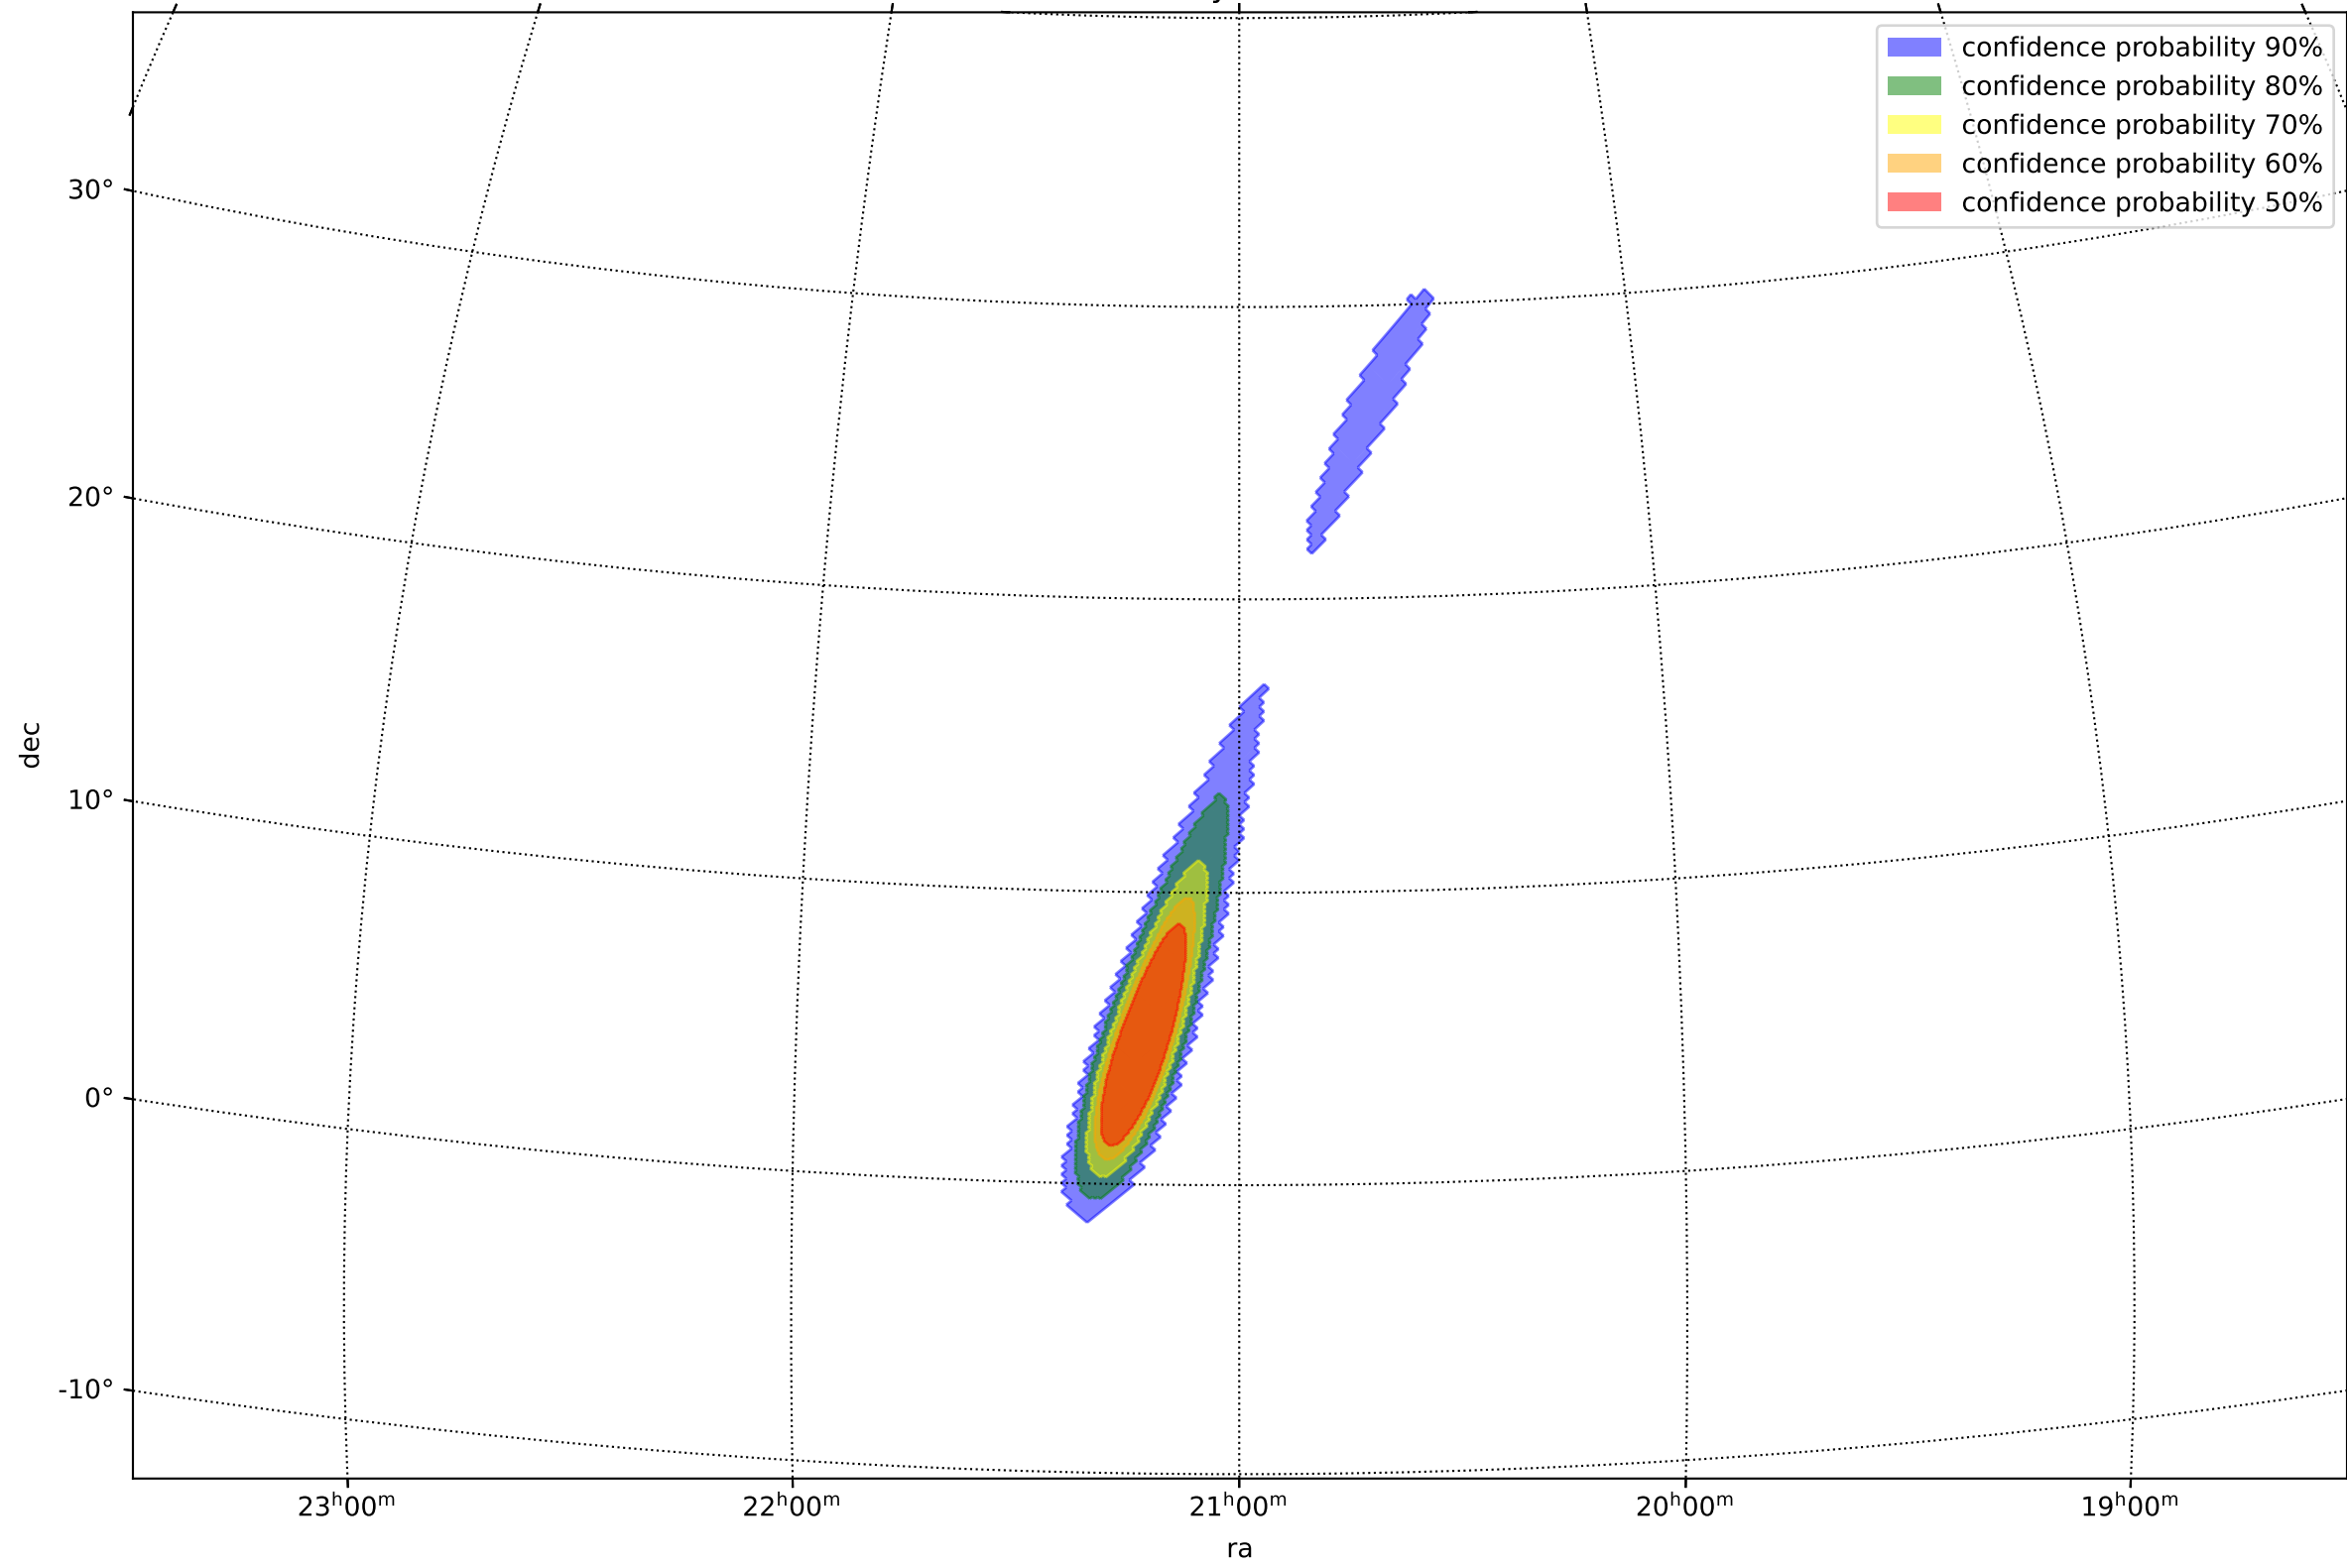 confidence probability 90%
confidence probability 80%
confidence probability 70%
confidence probability 60%
confidence probability 50%
30°
20°
10°
0°
-10°
dec
23ʰ00ᵐ 22ʰ00ᵐ 21ʰ00ᵐ 20ʰ00ᵐ 19ʰ00ᵐ
ra